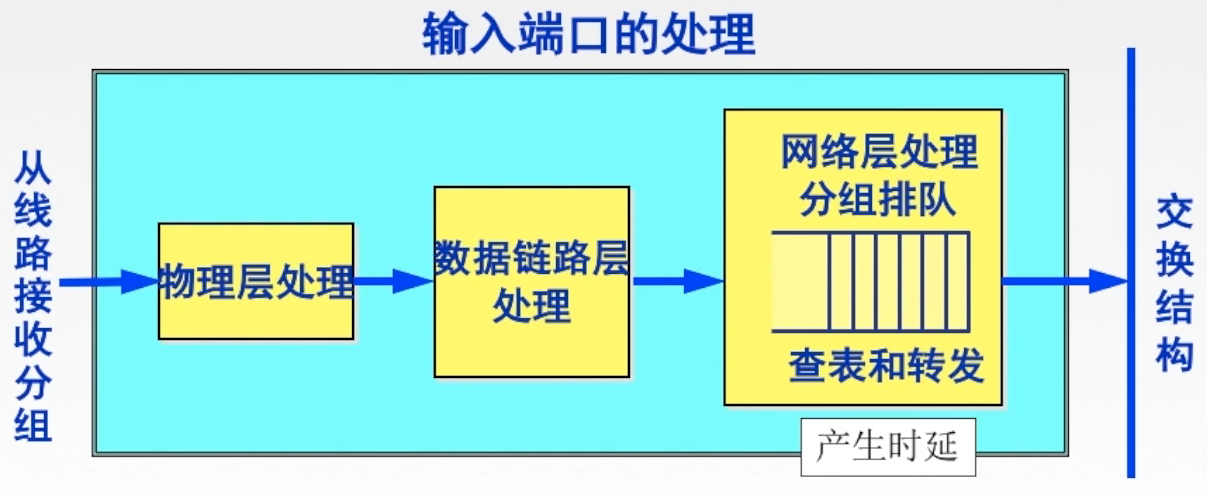 输入端口的处理
从线路接收分组
物理层处理
数据链路层
处理
网络层处理
分组排队
查表和转发
产生时延
交换结构